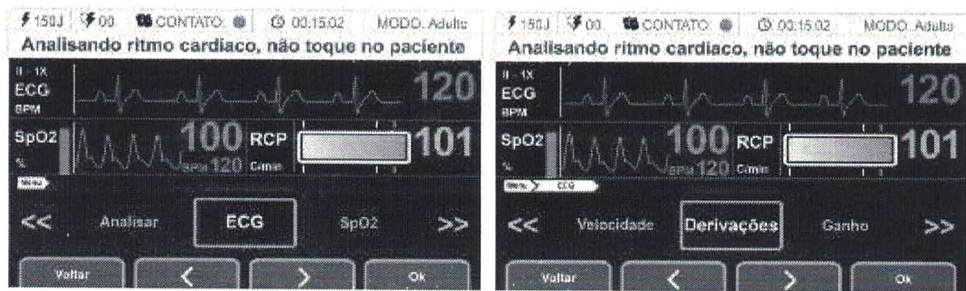 150J 00 CONTATO: 00:15:02 MODO: Adulto
Analisando ritmo cardíaco, não toque no paciente
II - 1X
ECG
BPM
120
SpO2
%
100
BPM 120
RCP
C/min
101
Menu
<< Analisar ECG SpO2 >>
Voltar < > Ok
150J 00 CONTATO: 00:15:02 MODO: Adulto
Analisando ritmo cardíaco, não toque no paciente
II - 1X
ECG
BPM
120
SpO2
%
100
BPM 120
RCP
C/min
101
Menu ECG
<< Velocidade Derivações Ganho >>
Voltar < > Ok